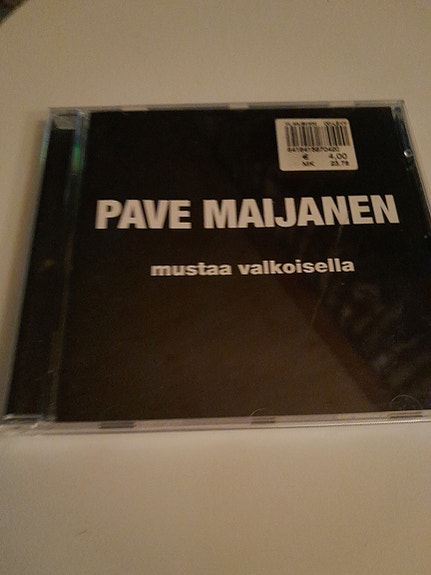 € 4,00
MK 23.78
PAVE MAIJANEN
mustaa valkoisella